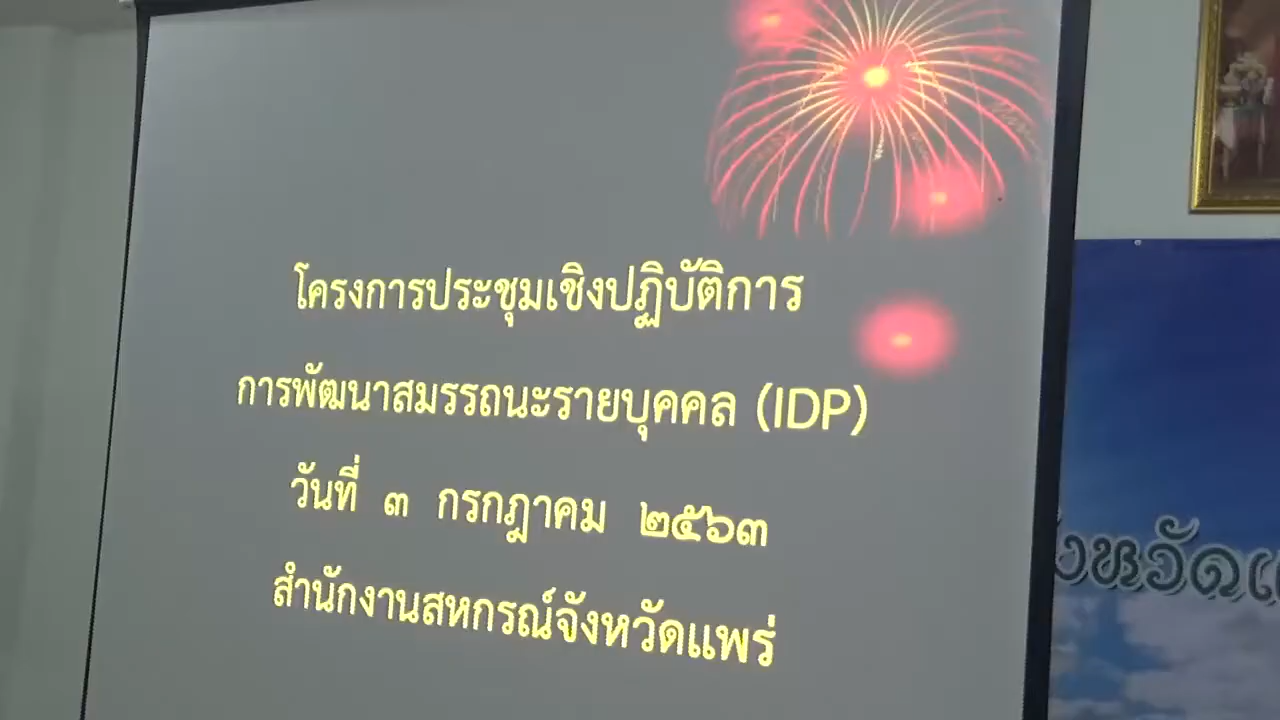 โครงการประชุมเชิงปฏิบัติการ
การพัฒนาสมรรถนะรายบุคคล (IDP)
วันที่ ๓ กรกฎาคม ๒๕๖๓
สำนักงานสหกรณ์จังหวัดแพร่